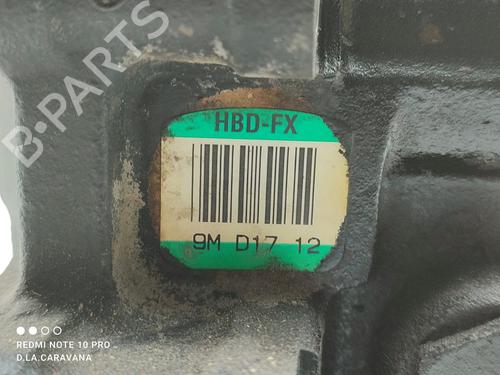 B-PARTS
HBD-FX
9M D17 12
REDMI NOTE 10 PRO
D.LA.CARAVANA